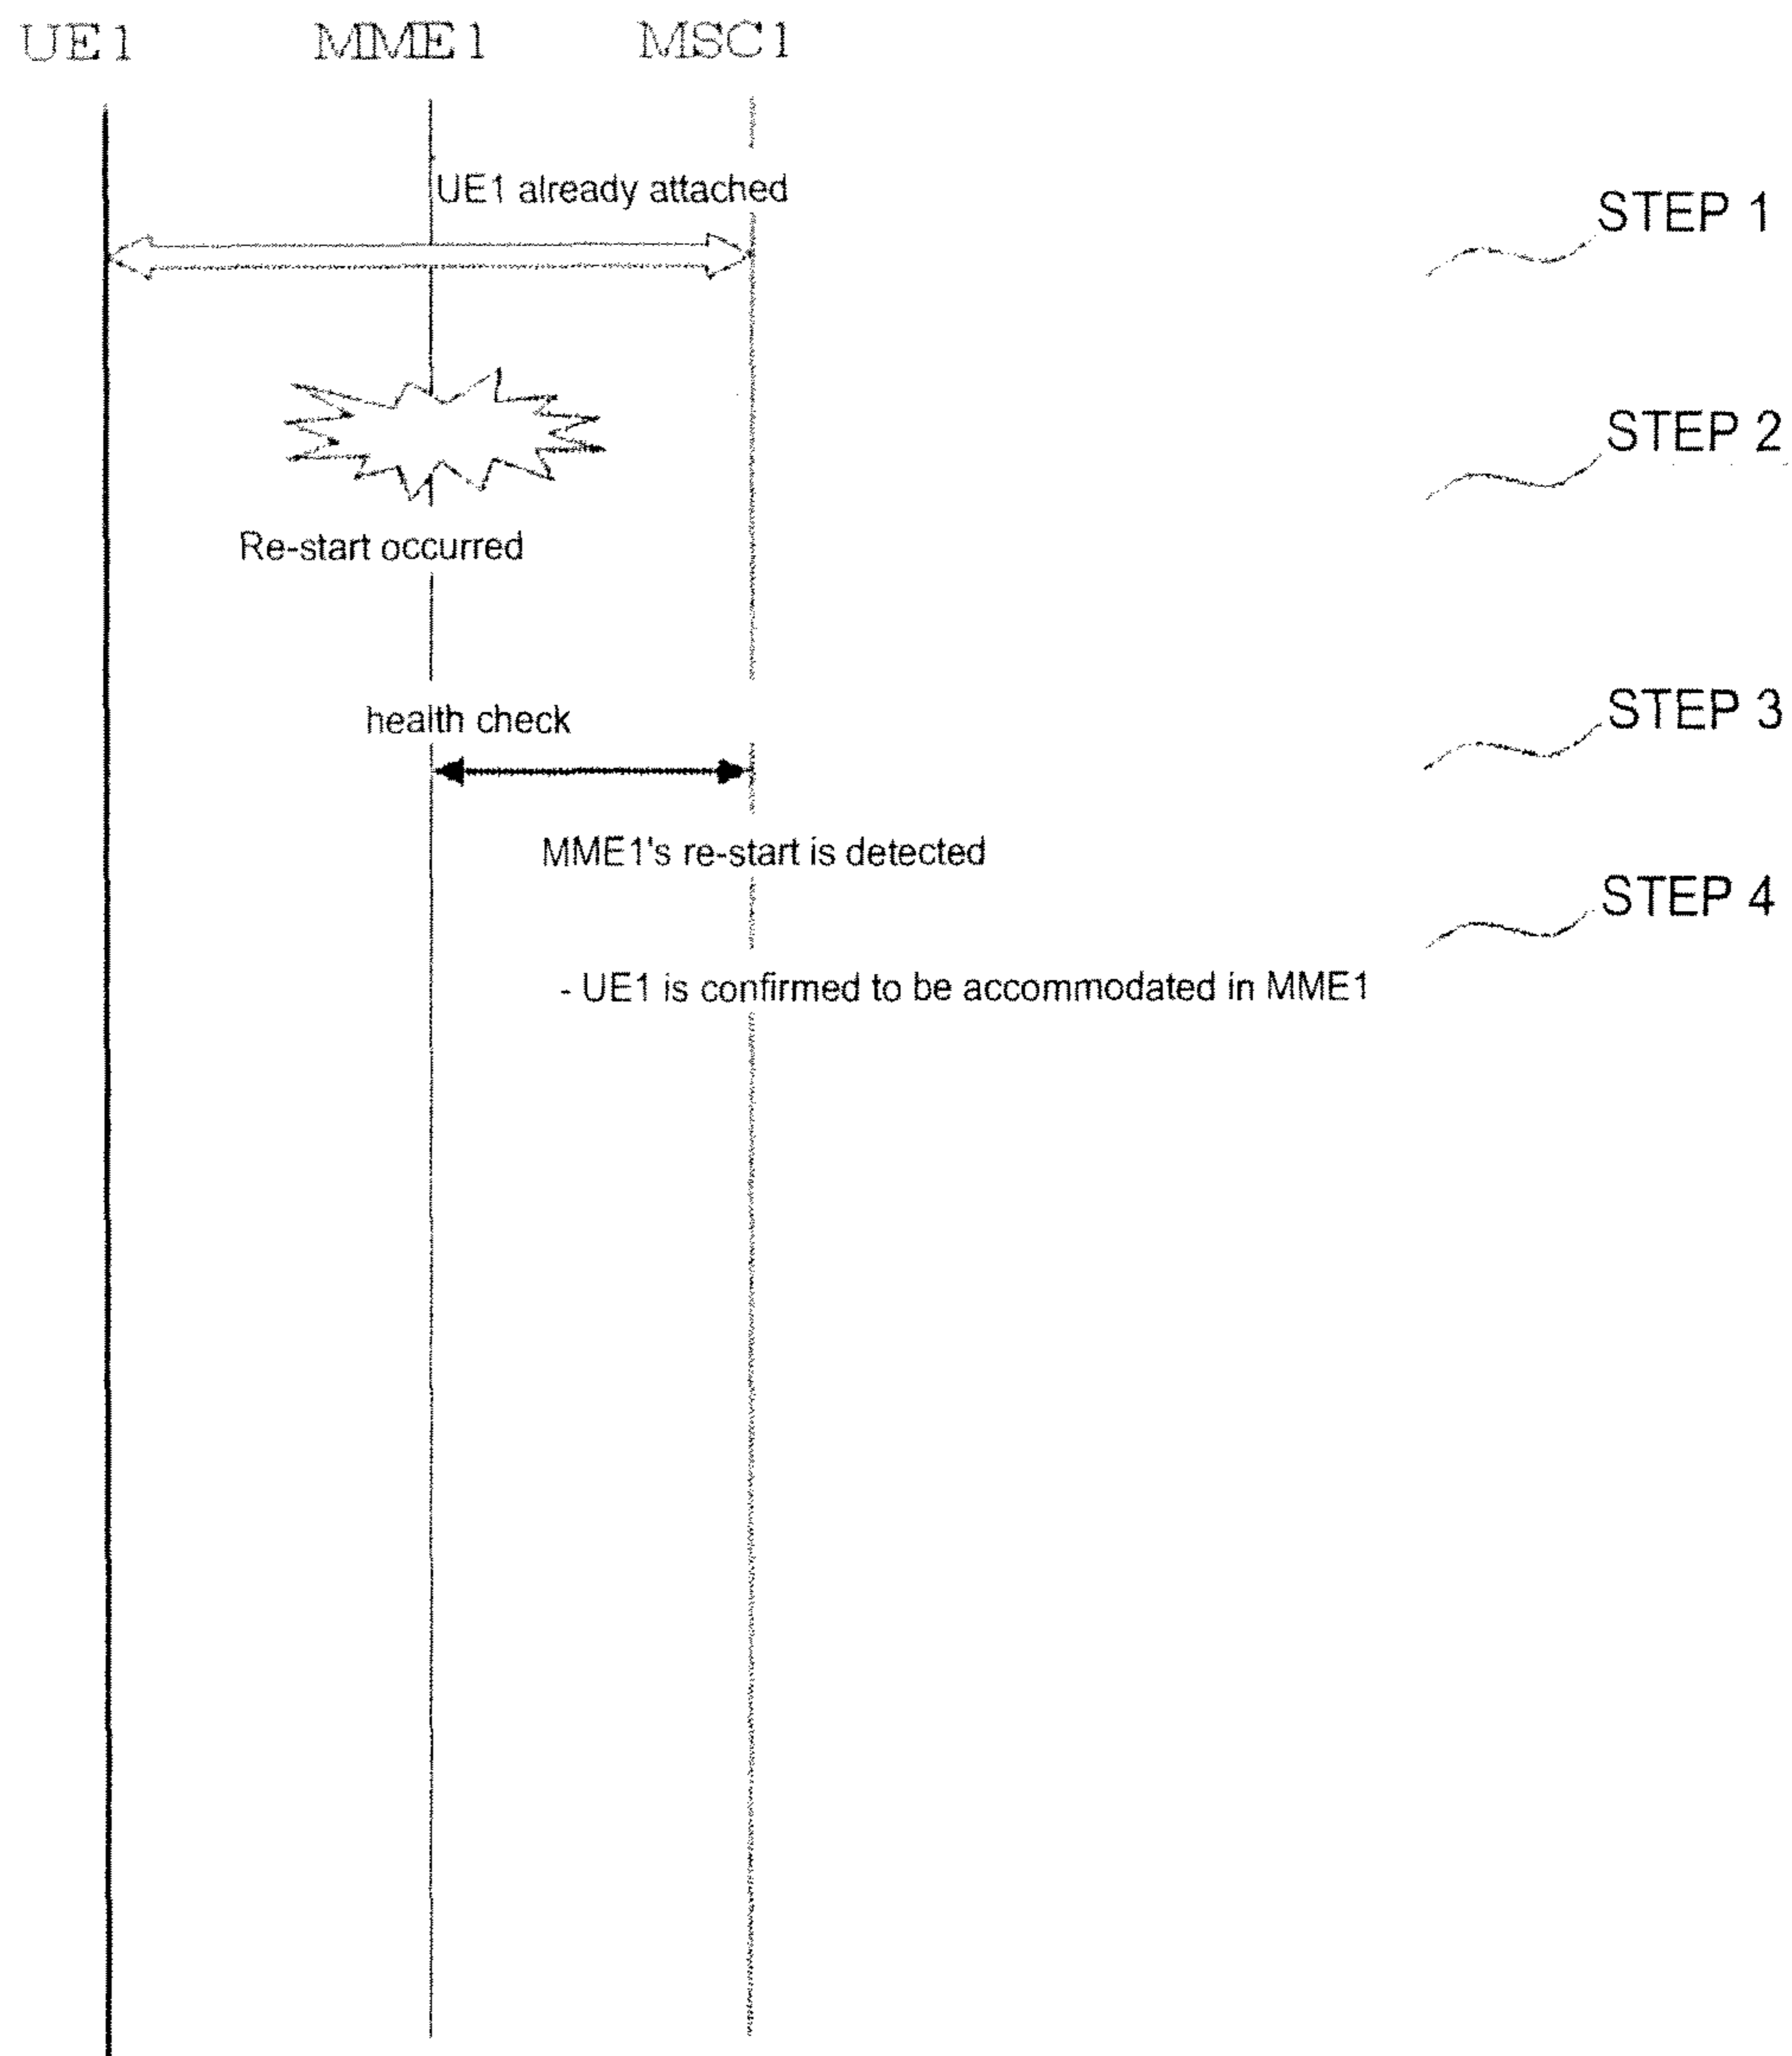 UE1 MME1 MSC1
UE1 already attached
STEP 1
STEP 2
Re-start occurred
STEP 3
health check
MME1's re-start is detected
STEP 4
- UE1 is confirmed to be accommodated in MME1